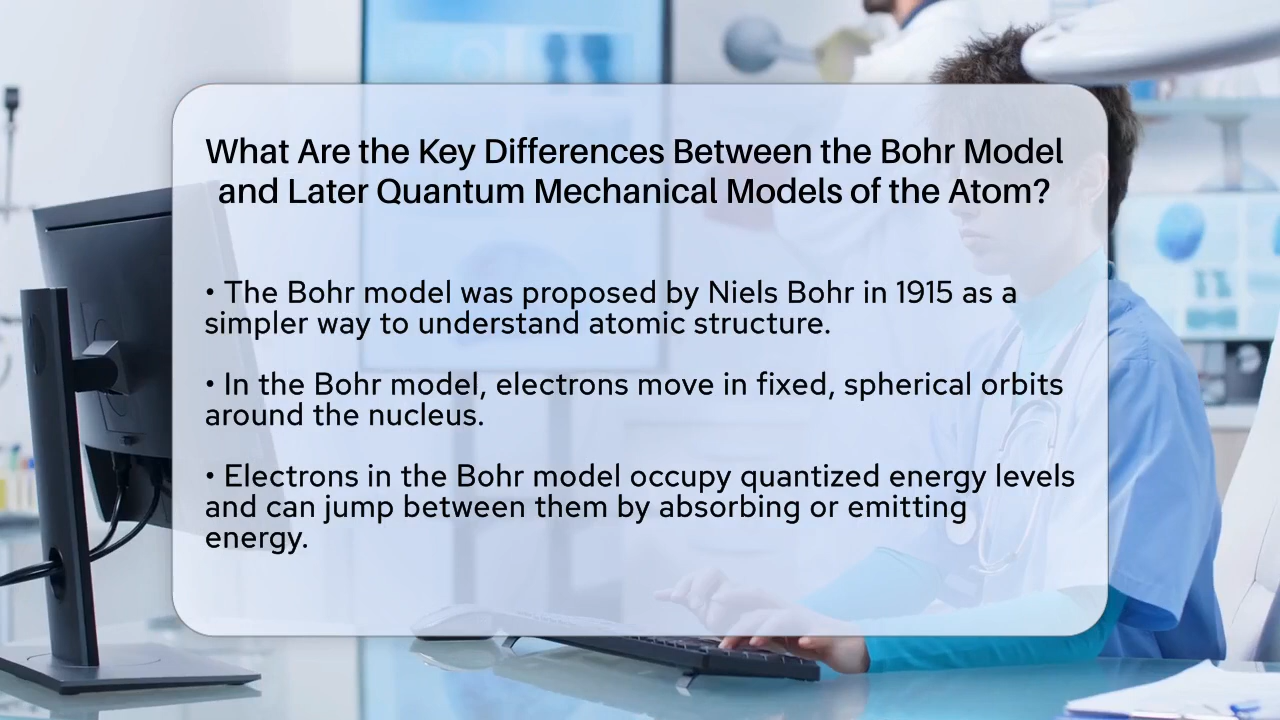 What Are the Key Differences Between the Bohr Model
and Later Quantum Mechanical Models of the Atom?
• The Bohr model was proposed by Niels Bohr in 1915 as a
simpler way to understand atomic structure.
• In the Bohr model, electrons move in fixed, spherical orbits
around the nucleus.
• Electrons in the Bohr model occupy quantized energy levels
and can jump between them by absorbing or emitting
energy.